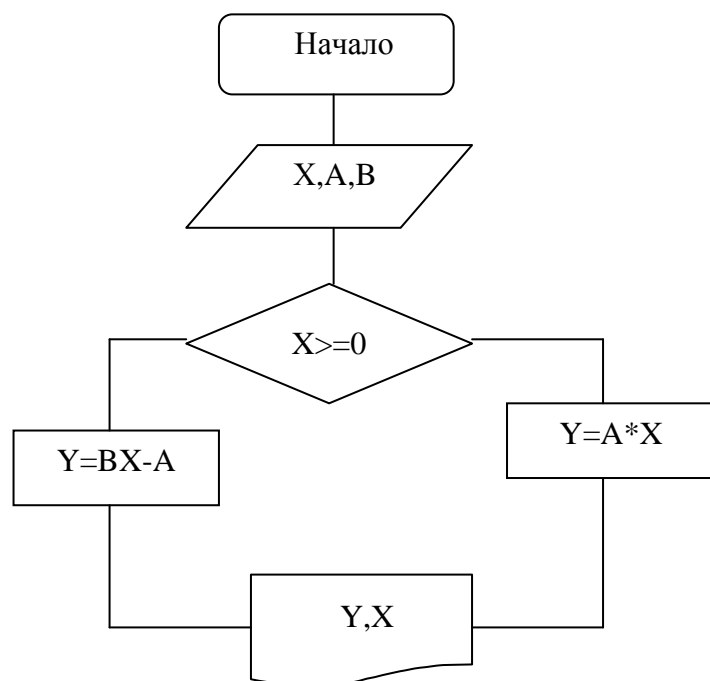 Начало
X,A,B
X>=0
Y=BX-A
Y=A*X
Y,X